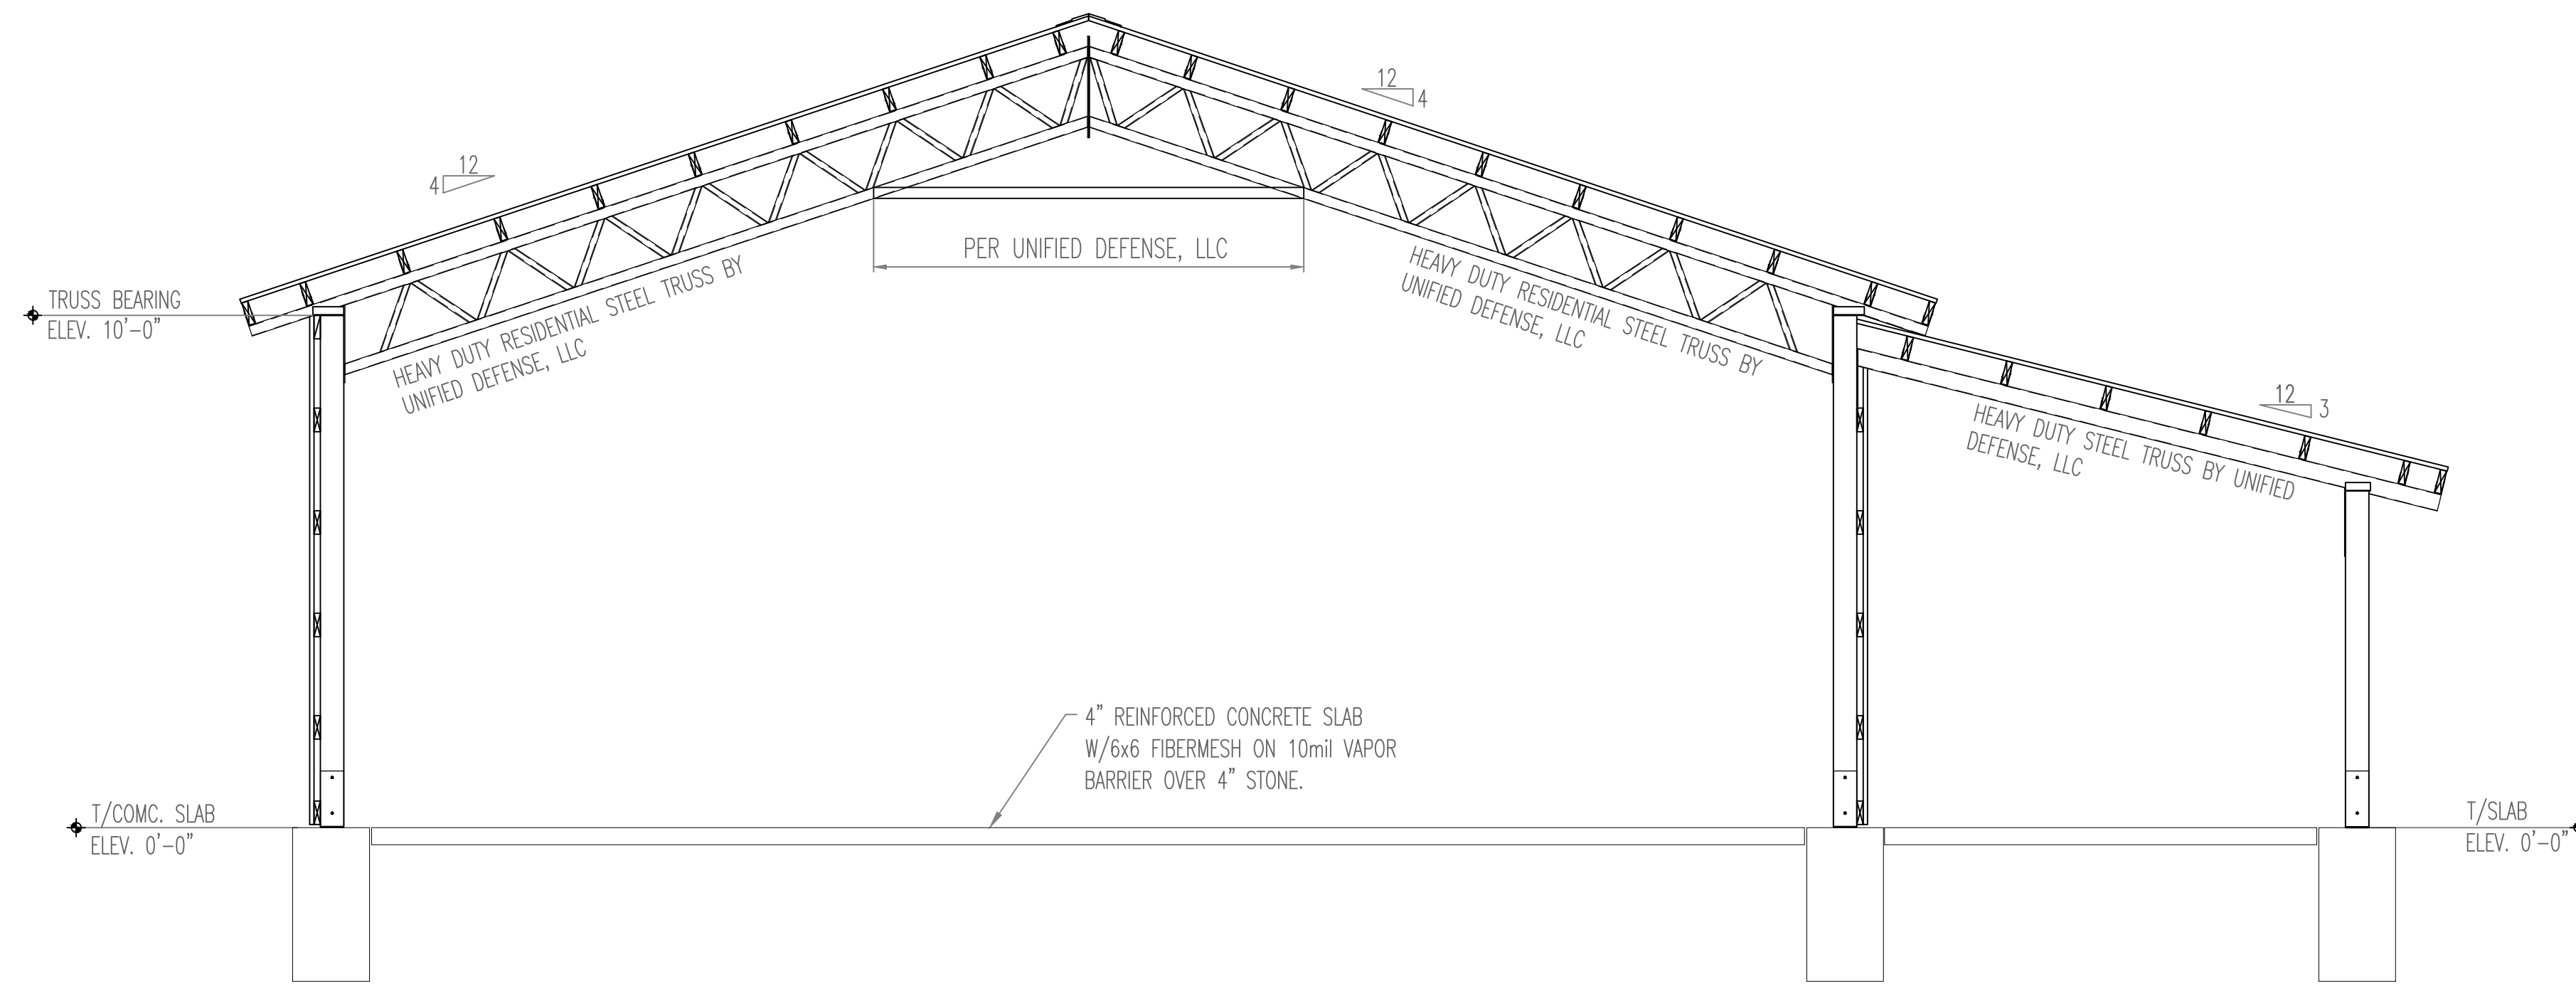 12
4
12
4
PER UNIFIED DEFENSE, LLC
HEAVY DUTY RESIDENTIAL STEEL TRUSS BY
UNIFIED DEFENSE, LLC
HEAVY DUTY RESIDENTIAL STEEL TRUSS BY
UNIFIED DEFENSE, LLC
TRUSS BEARING
ELEV. 10'-0"
12
3
HEAVY DUTY STEEL TRUSS BY UNIFIED
DEFENSE, LLC
4" REINFORCED CONCRETE SLAB
W/6x6 FIBERMESH ON 10mil VAPOR
BARRIER OVER 4" STONE.
T/COMC. SLAB
ELEV. 0'-0"
T/SLAB
ELEV. 0'-0"